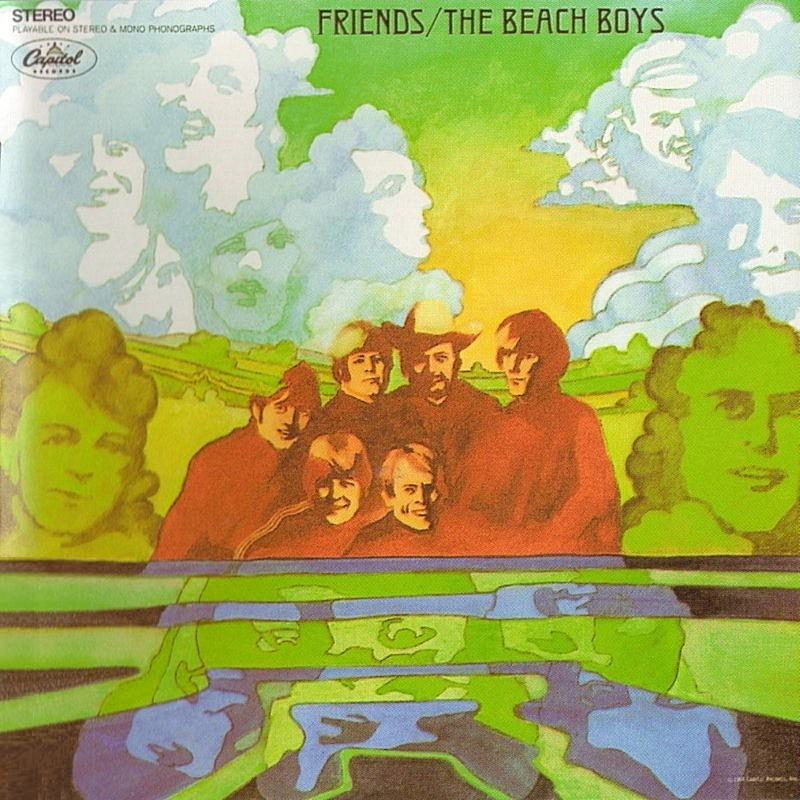 STEREO
PLAYABLE ON STEREO & MONO PHONOGRAPHS
Capitol
RECORDS
FRIENDS/THE BEACH BOYS